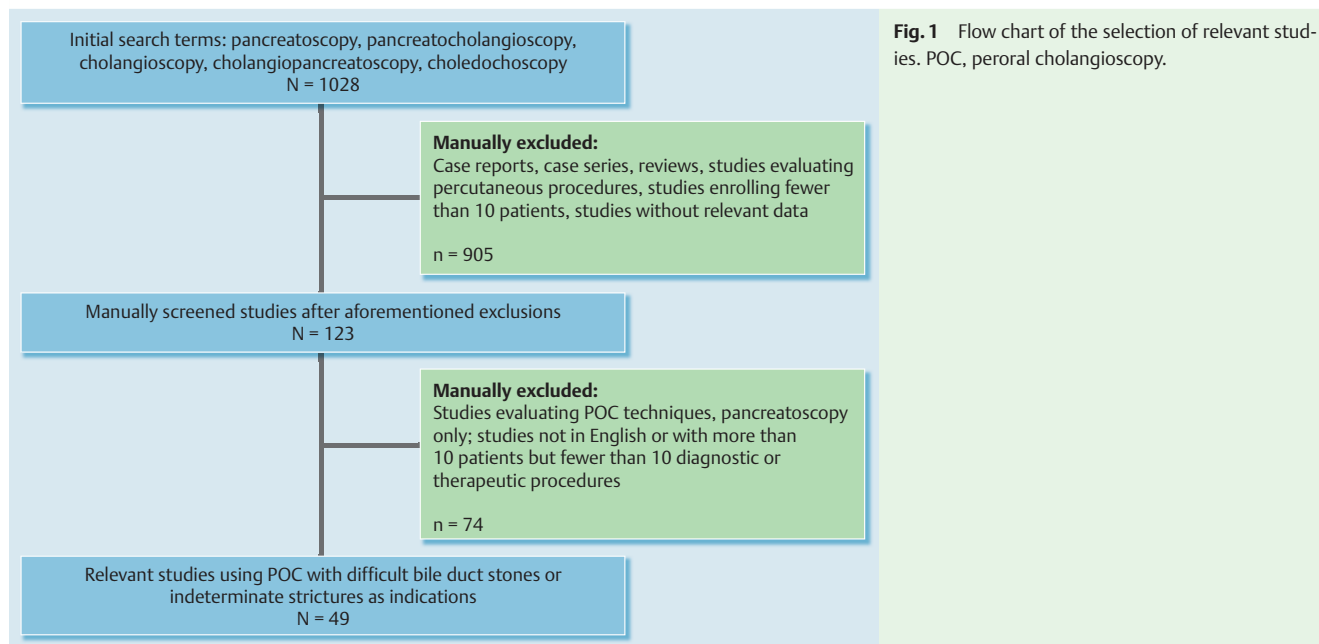 Initial search terms: pancreatoscopy, pancreatocholangioscopy,
cholangioscopy, cholangiopancreatoscopy, choledochoscopy
N = 1028
Manually excluded:
Case reports, case series, reviews, studies evaluating
percutaneous procedures, studies enrolling fewer
than 10 patients, studies without relevant data
n = 905
Manually screened studies after aforementioned exclusions
N = 123
Manually excluded:
Studies evaluating POC techniques, pancreatoscopy
only; studies not in English or with more than
10 patients but fewer than 10 diagnostic or
therapeutic procedures
n = 74
Relevant studies using POC with difficult bile duct stones or
indeterminate strictures as indications
N = 49
Fig. 1 Flow chart of the selection of relevant stud-
ies. POC, peroral cholangioscopy.